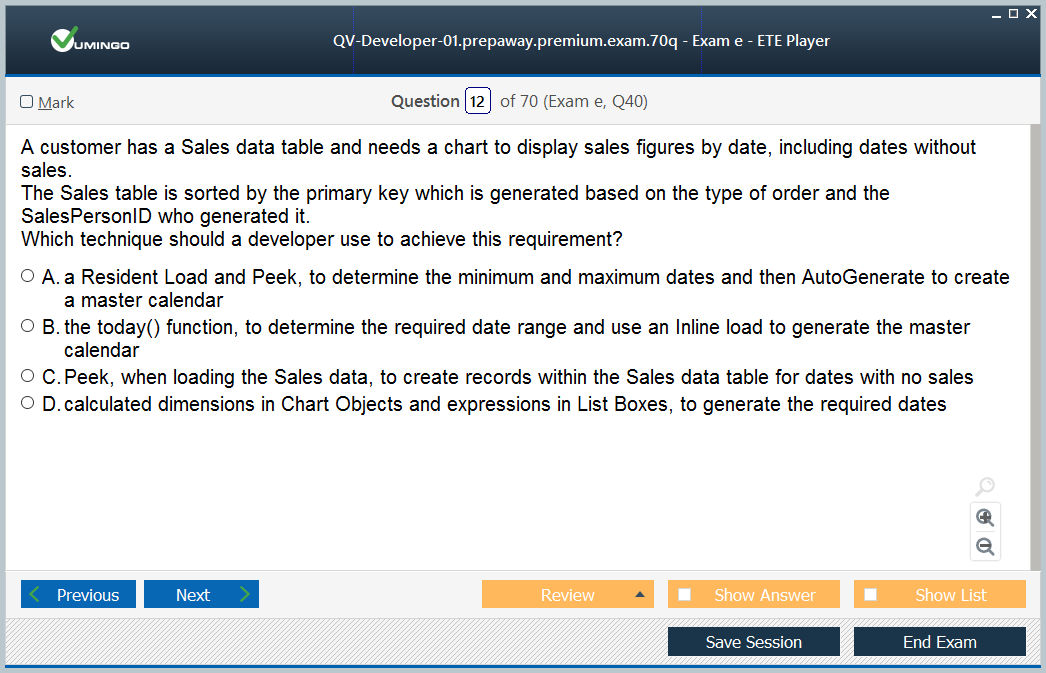 VUMINGO
QV-Developer-01.prepaway.premium.exam.70q - Exam e - ETE Player
Mark
Question 12 of 70 (Exam e, Q40)
A customer has a Sales data table and needs a chart to display sales figures by date, including dates without
sales.
The Sales table is sorted by the primary key which is generated based on the type of order and the
SalesPersonID who generated it.
Which technique should a developer use to achieve this requirement?
A. a Resident Load and Peek, to determine the minimum and maximum dates and then AutoGenerate to create
a master calendar
B. the today() function, to determine the required date range and use an Inline load to generate the master
calendar
C. Peek, when loading the Sales data, to create records within the Sales data table for dates with no sales
D. calculated dimensions in Chart Objects and expressions in List Boxes, to generate the required dates
Previous Next Review Show Answer Show List
Save Session End Exam